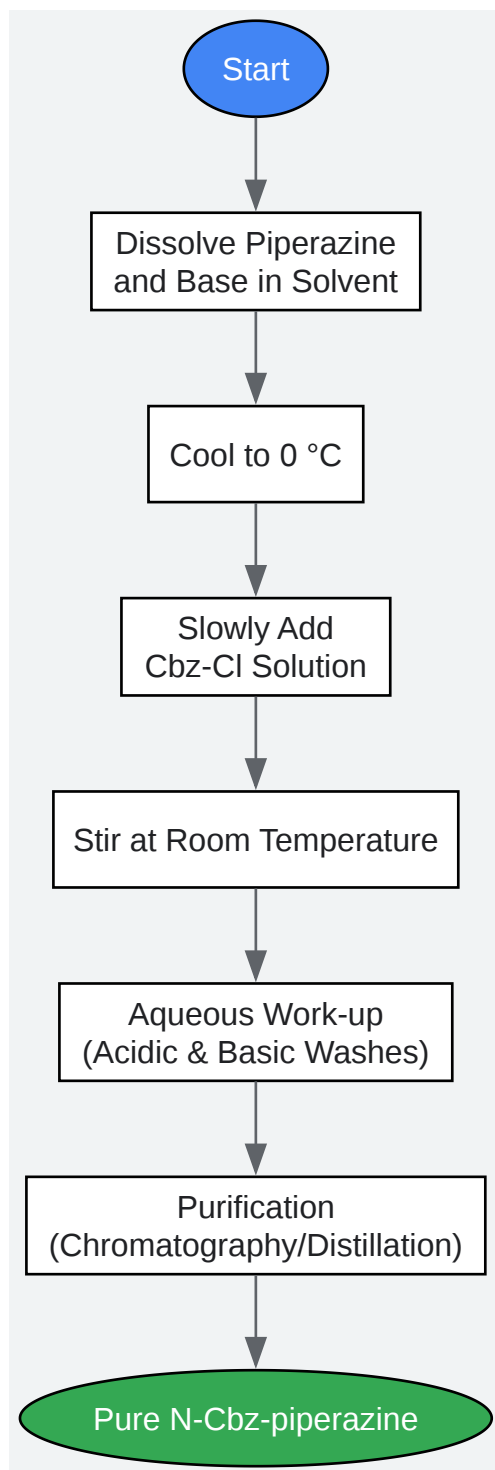 Start
Dissolve Piperazine
and Base in Solvent
Cool to 0 °C
Slowly Add
Cbz-Cl Solution
Stir at Room Temperature
Aqueous Work-up
(Acidic & Basic Washes)
Purification
(Chromatography/Distillation)
Pure N-Cbz-piperazine